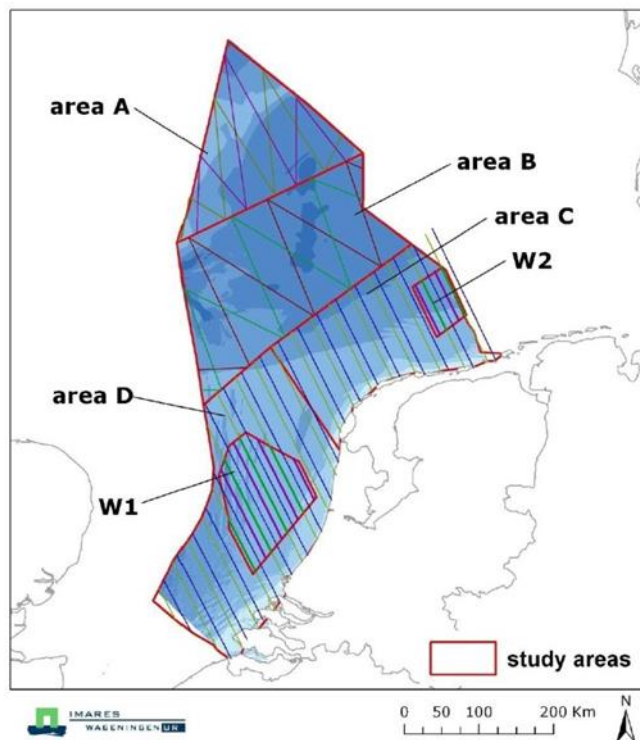 area A
area B
area C
W2
area D
W1
study areas
IMARES
WAGENINGEN UR
N
0 50 100 200 Km